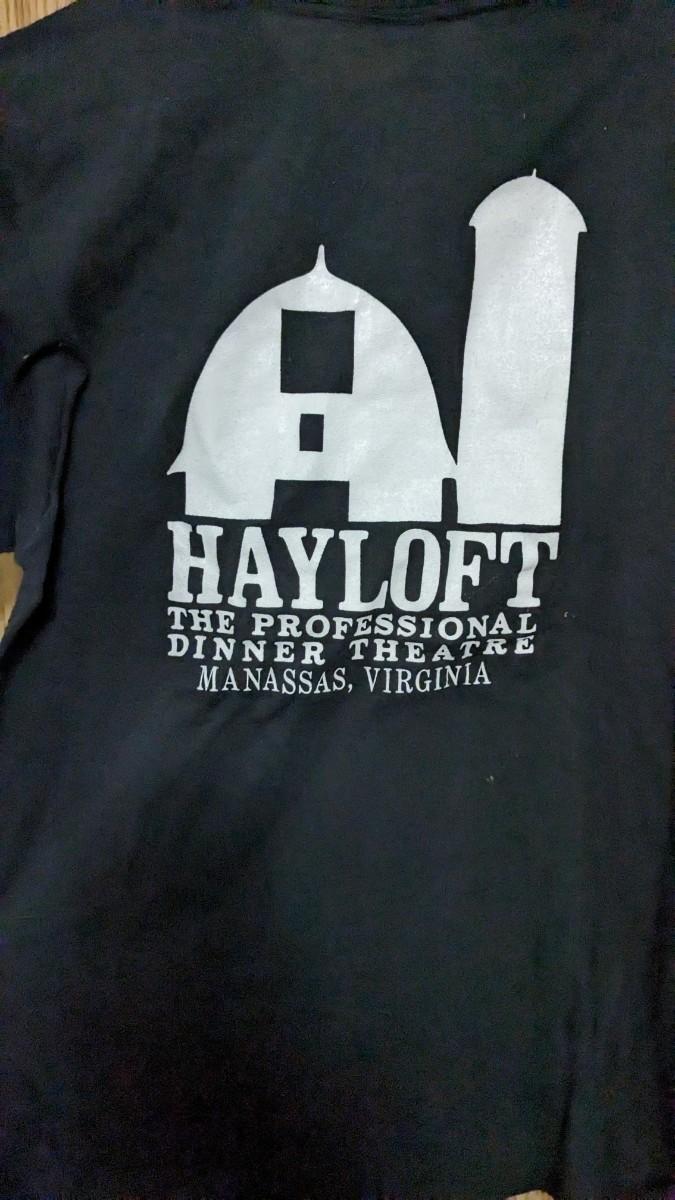 HAYLOFT
THE PROFESSIONAL
DINNER THEATRE
MANASSAS, VIRGINIA